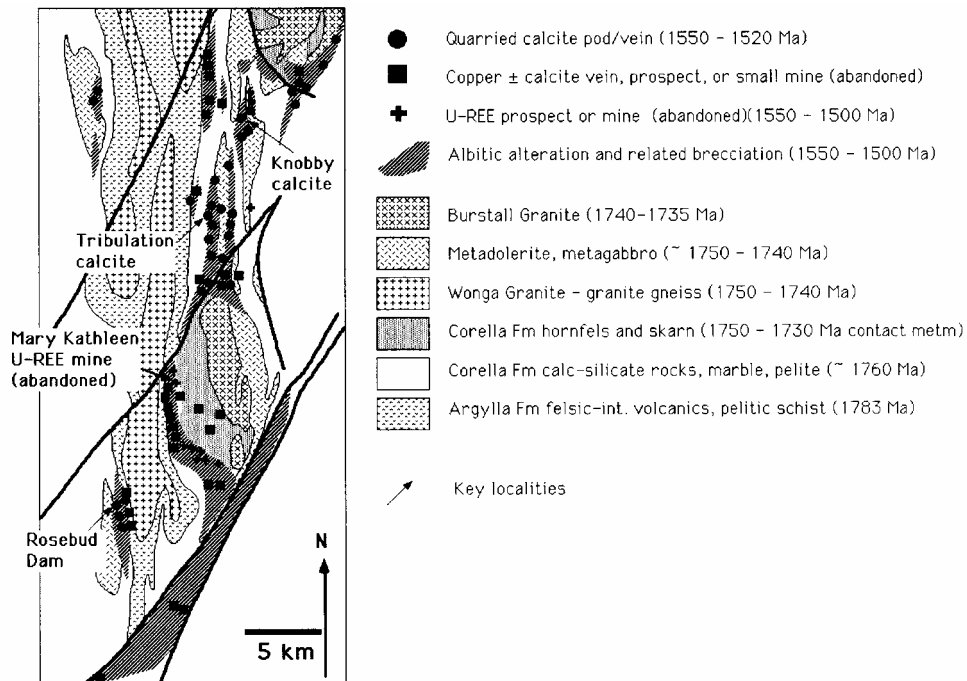 Knobby
calcite
Tribulation
calcite
Mary Kathleen
U-REE mine
(abandoned)
Rosebud
Dam
N
5 km
Quarried calcite pod/vein (1550 - 1520 Ma)
Copper ± calcite vein, prospect, or small mine (abandoned)
U-REE prospect or mine (abandoned)(1550 - 1500 Ma)
Albitic alteration and related brecciation (1550 - 1500 Ma)
Burstall Granite (1740-1735 Ma)
Metadolerite, metagabbro (~ 1750 - 1740 Ma)
Wonga Granite - granite gneiss (1750 - 1740 Ma)
Corella Fm hornfels and skarn (1750 - 1730 Ma contact metm)
Corella Fm calc-silicate rocks, marble, pelite (~ 1760 Ma)
Argylla Fm felsic-int. volcanics, pelitic schist (1783 Ma)
Key localities